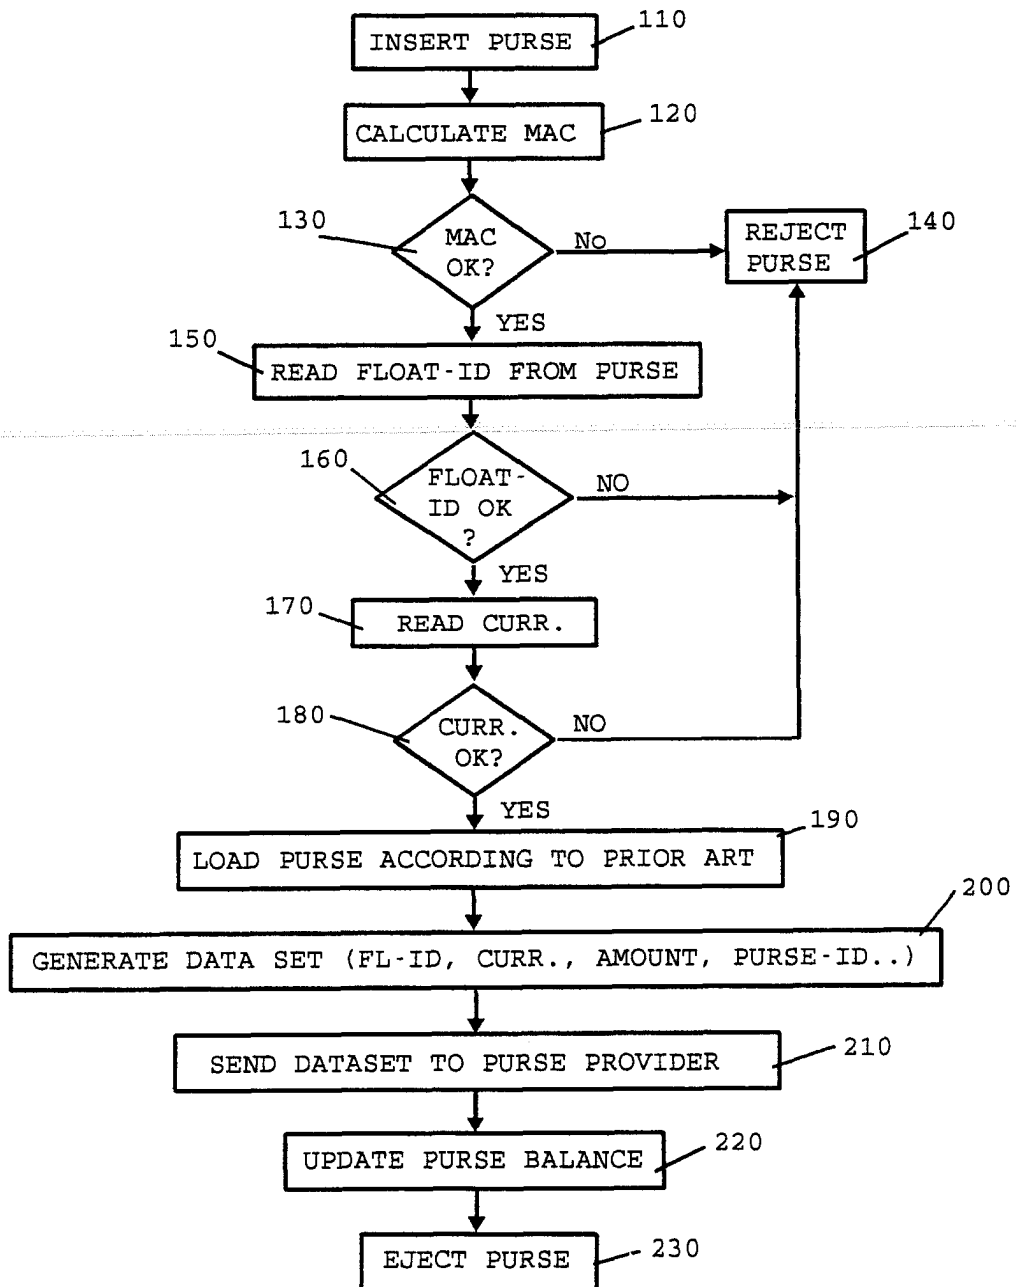 INSERT PURSE
110
CALCULATE MAC
120
130
MAC
OK?
No
REJECT
PURSE
140
YES
150
READ FLOAT-ID FROM PURSE
160
FLOAT-
ID OK
?
NO
YES
170
READ CURR.
180
CURR.
OK?
NO
YES
190
LOAD PURSE ACCORDING TO PRIOR ART
200
GENERATE DATA SET (FL-ID, CURR., AMOUNT, PURSE-ID..)
SEND DATASET TO PURSE PROVIDER
210
UPDATE PURSE BALANCE
220
EJECT PURSE
230